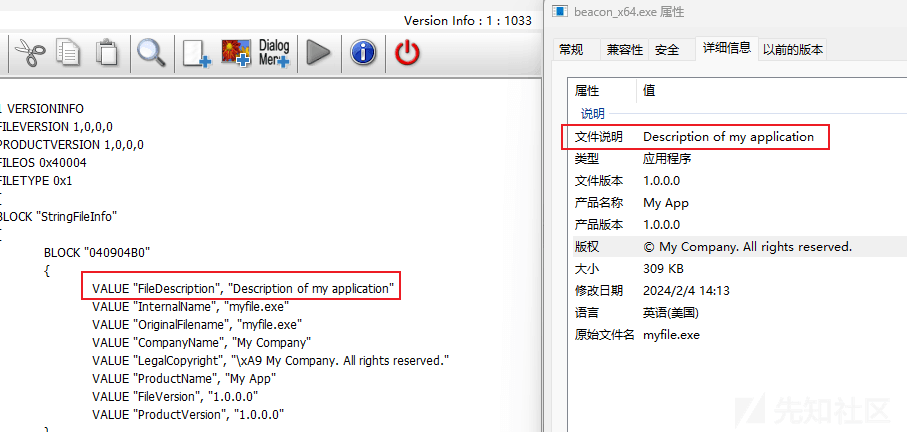 Version Info : 1 : 1033
Dialog
Men
1 VERSIONINFO
FILEVERSION 1,0,0,0
PRODUCTVERSION 1,0,0,0
FILEOS 0x40004
FILETYPE 0x1
{
BLOCK "StringFileInfo"
{
BLOCK "040904B0"
{
VALUE "FileDescription", "Description of my application"
VALUE "InternalName", "myfile.exe"
VALUE "OriginalFilename", "myfile.exe"
VALUE "CompanyName", "My Company"
VALUE "LegalCopyright", "\xA9 My Company. All rights reserved."
VALUE "ProductName", "My App"
VALUE "FileVersion", "1.0.0.0"
VALUE "ProductVersion", "1.0.0.0"
}
beacon_x64.exe 属性
常规 兼容性 安全 详细信息 以前的版本
属性 值
说明
文件说明 Description of my application
类型 应用程序
文件版本 1.0.0.0
产品名称 My App
产品版本 1.0.0.0
版权 © My Company. All rights reserved.
大小 309 KB
修改日期 2024/2/4 14:13
语言 英语(美国)
原始文件名 myfile.exe
先知社区